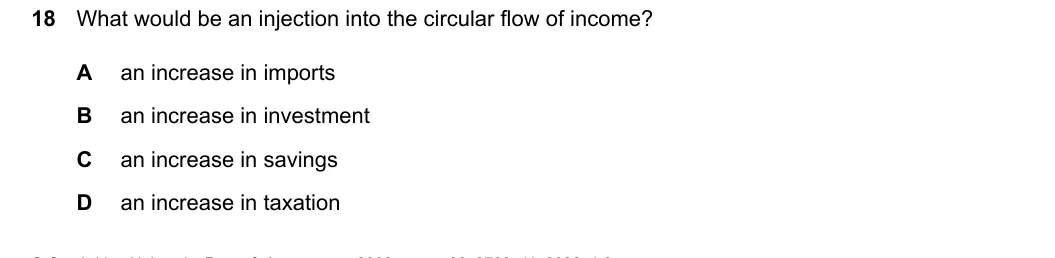 18 What would be an injection into the circular flow of income?
A an increase in imports
B an increase in investment
C an increase in savings
D an increase in taxation